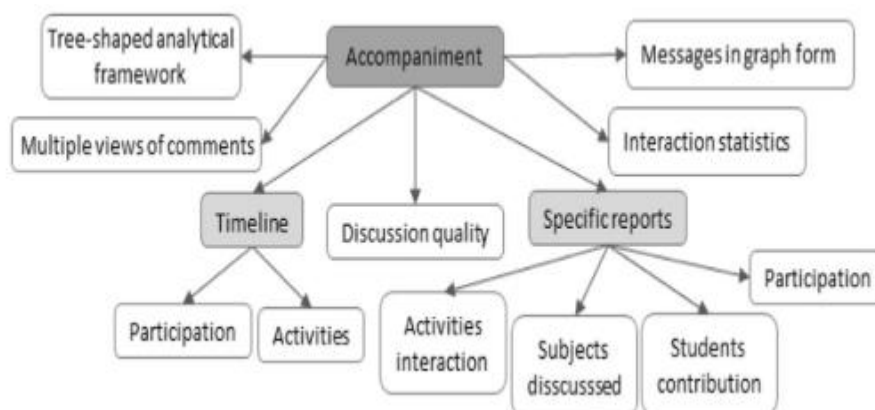 Tree-shaped analytical
framework
Accompaniment
Messages in graph form
Multiple views of comments
Interaction statistics
Timeline
Discussion quality
Specific reports
Participation
Activities
Activities
interaction
Subjects
disscusssed
Students
contribution
Participation